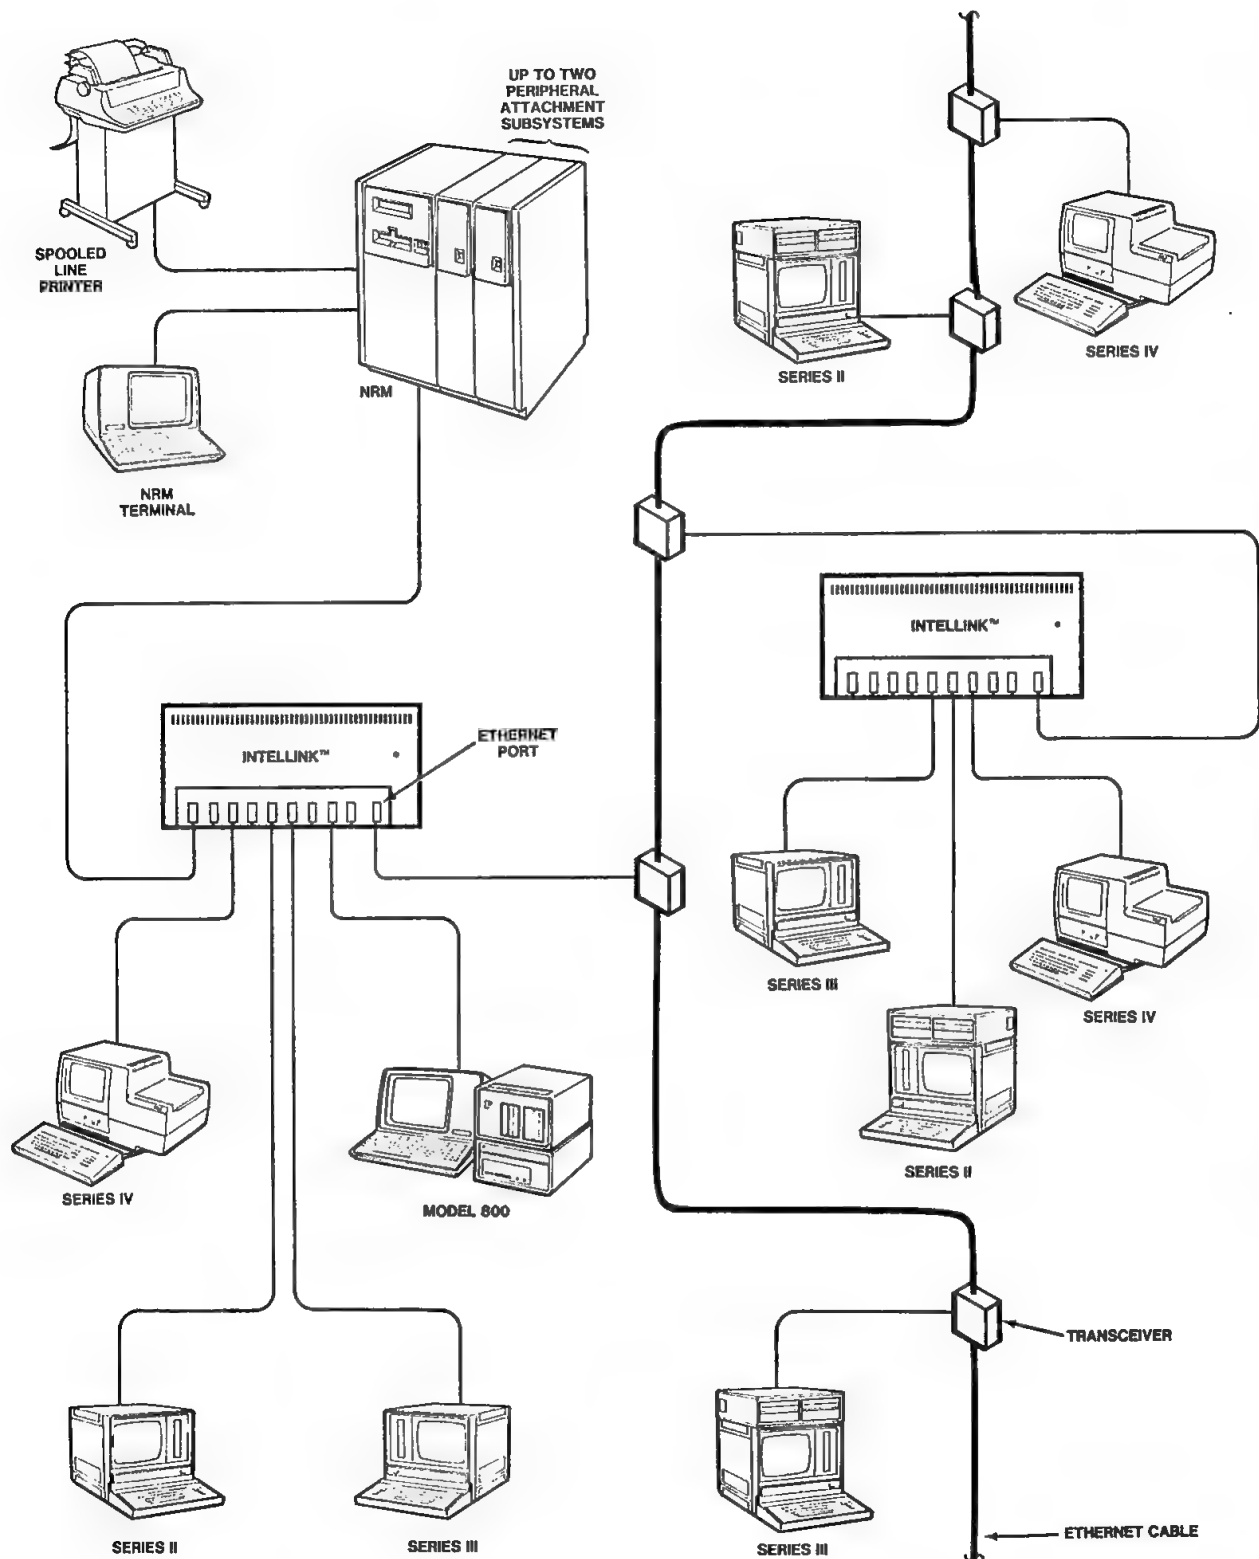 UP TO TWO
PERIPHERAL
ATTACHMENT
SUBSYSTEMS
SPOOLED
LINE
PRINTER
NRM
SERIES II
SERIES IV
NRM
TERMINAL
INTELLINK™
INTELLINK™
ETHERNET
PORT
SERIES III
SERIES IV
SERIES II
SERIES IV
MODEL 800
TRANSCEIVER
SERIES II
SERIES III
SERIES III
ETHERNET CABLE